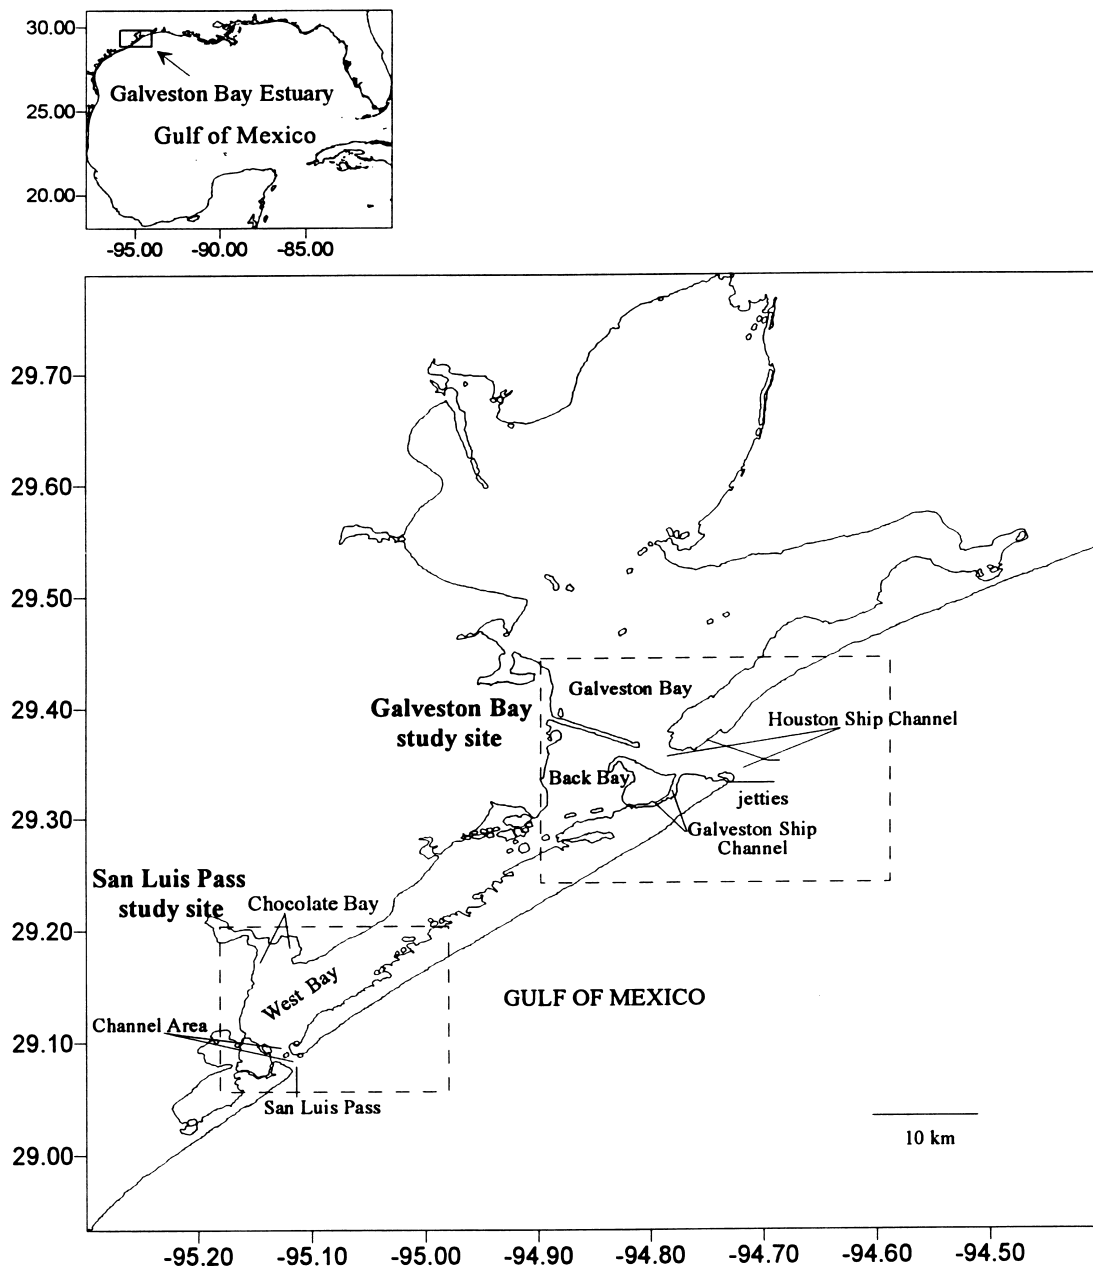 30.00
Galveston Bay Estuary
25.00
Gulf of Mexico
20.00
-95.00 -90.00 -85.00
29.70
29.60
29.50
29.40
29.30
29.20
29.10
29.00
Galveston Bay
Galveston Bay
study site
Houston Ship Channel
Back Bay
jetties
Galveston Ship
Channel
San Luis Pass
study site
Chocolate Bay
West Bay
GULF OF MEXICO
Channel Area
San Luis Pass
10 km
-95.20 -95.10 -95.00 -94.90 -94.80 -94.70 -94.60 -94.50